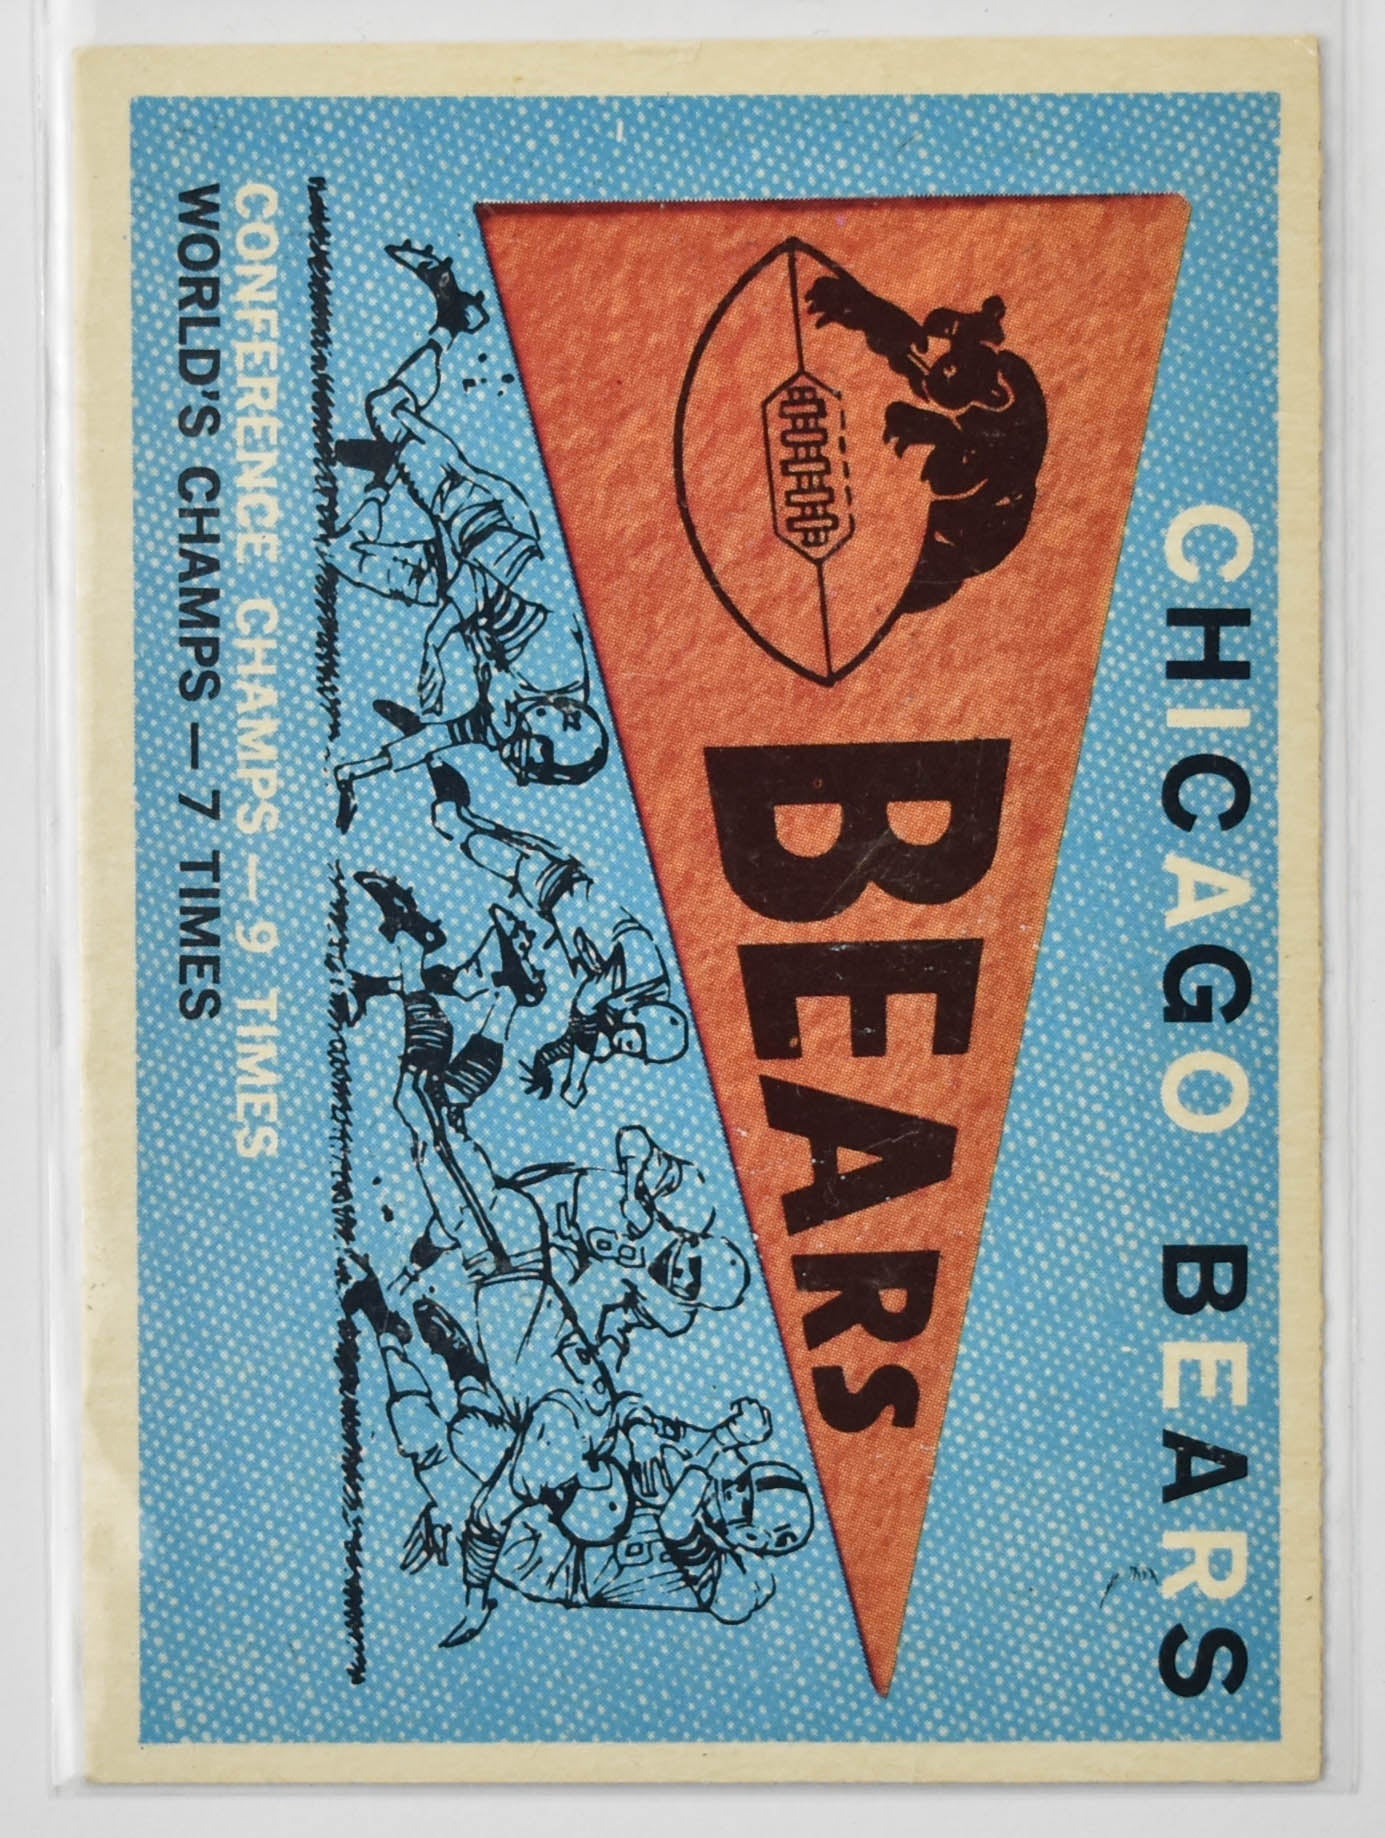 CHICAGO BEARS
BEARS
CONFERENCE CHAMPS — 9 TIMES
WORLD'S CHAMPS — 7 TIMES